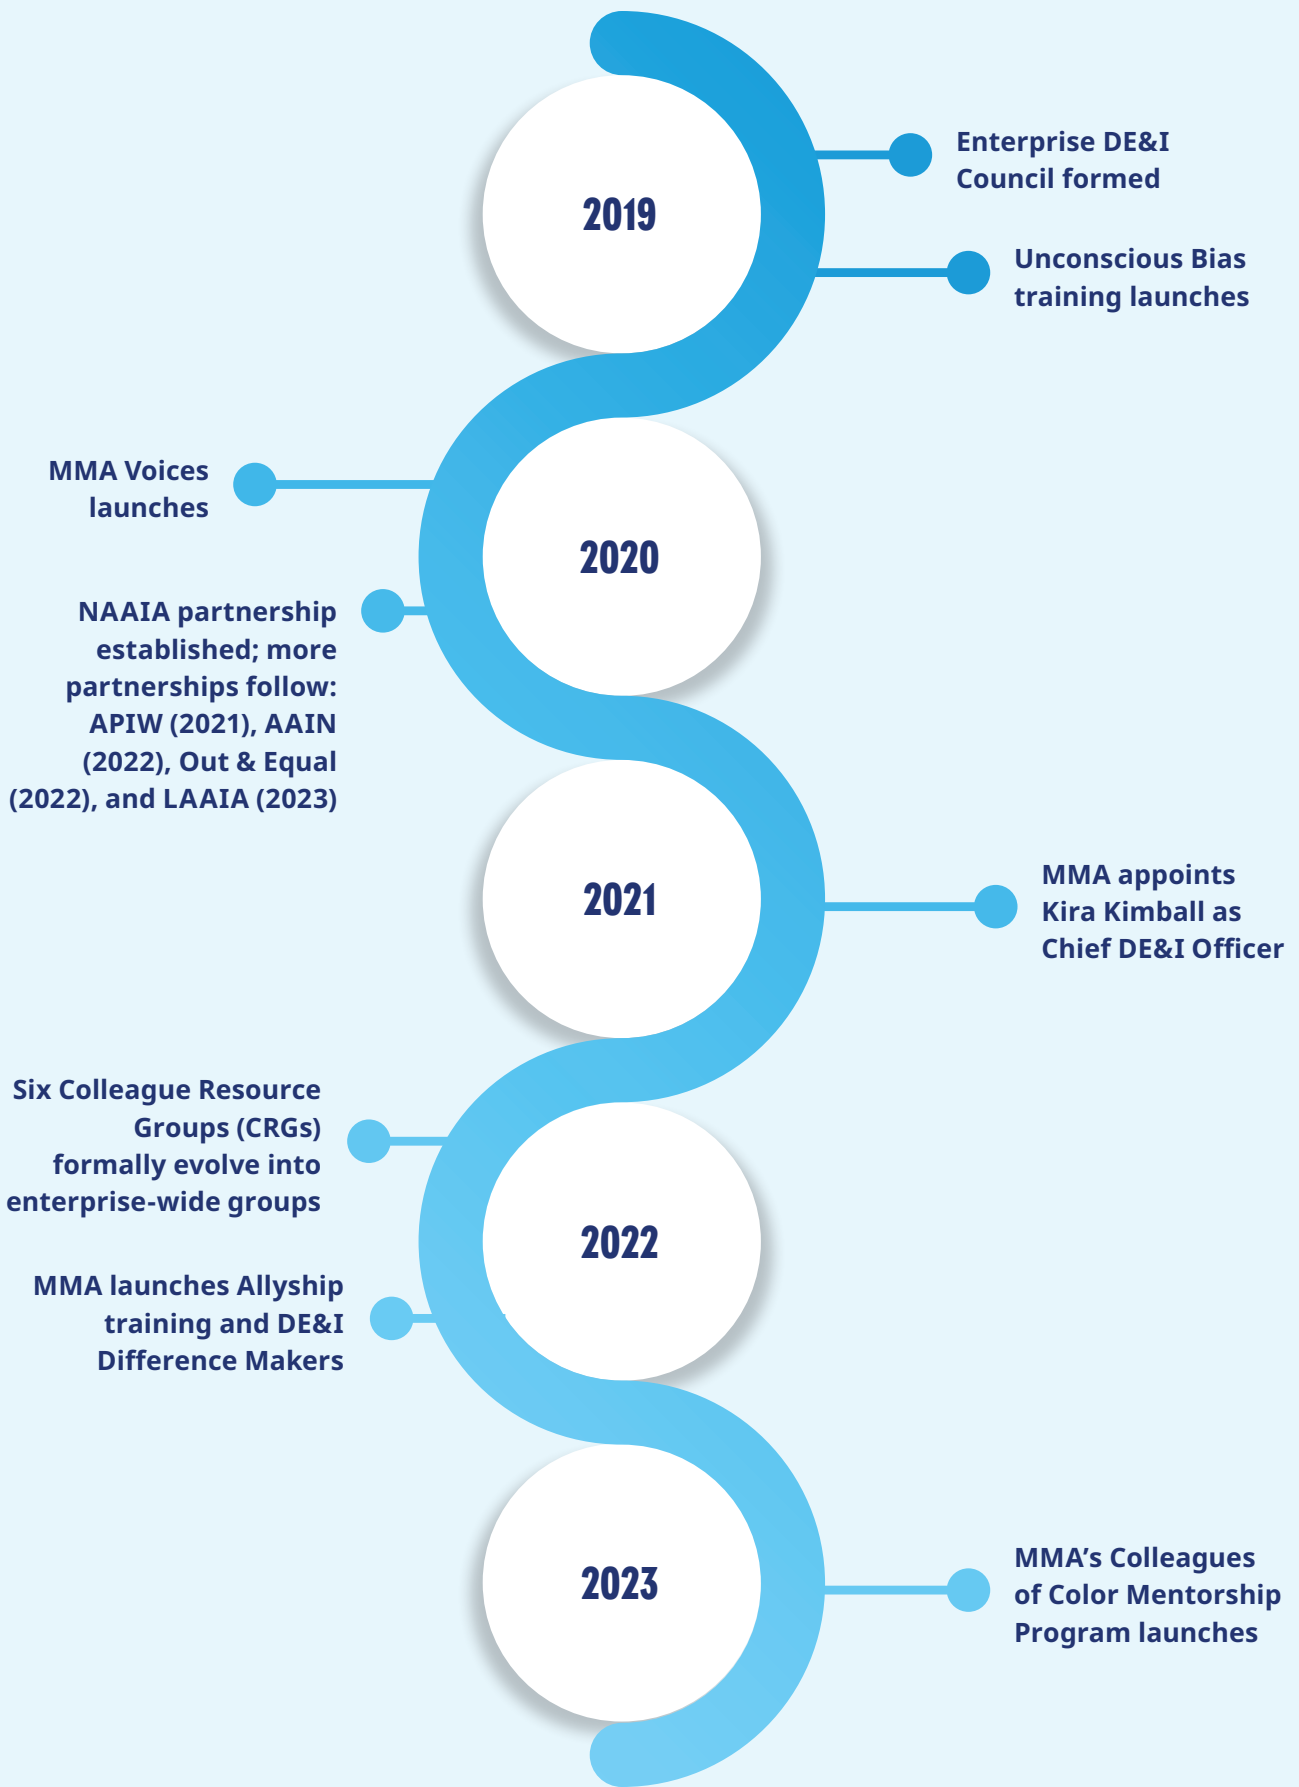 2019
Enterprise DE&I
Council formed
Unconscious Bias
training launches
2020
MMA Voices
launches
NAAIA partnership
established; more
partnerships follow:
APIW (2021), AAIN
(2022), Out & Equal
(2022), and LAAIA (2023)
2021
MMA appoints
Kira Kimball as
Chief DE&I Officer
2022
Six Colleague Resource
Groups (CRGs)
formally evolve into
enterprise-wide groups
MMA launches Allyship
training and DE&I
Difference Makers
2023
MMA’s Colleagues
of Color Mentorship
Program launches